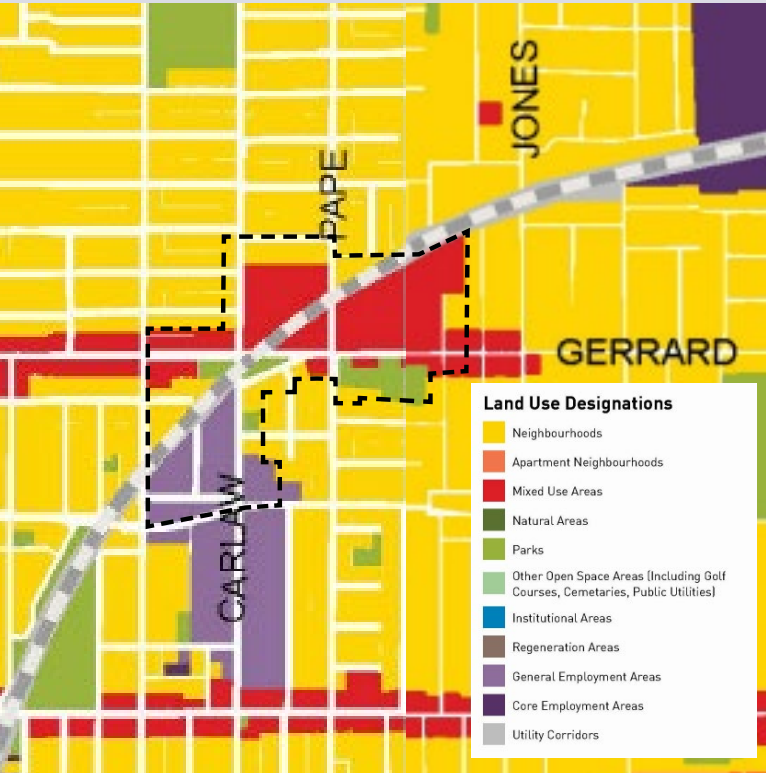 JONES
PAPE
GERRARD
CARLAW
Land Use Designations
Neighbourhoods
Apartment Neighbourhoods
Mixed Use Areas
Natural Areas
Parks
Other Open Space Areas (Including Golf
Courses, Cemetaries, Public Utilities)
Institutional Areas
Regeneration Areas
General Employment Areas
Core Employment Areas
Utility Corridors